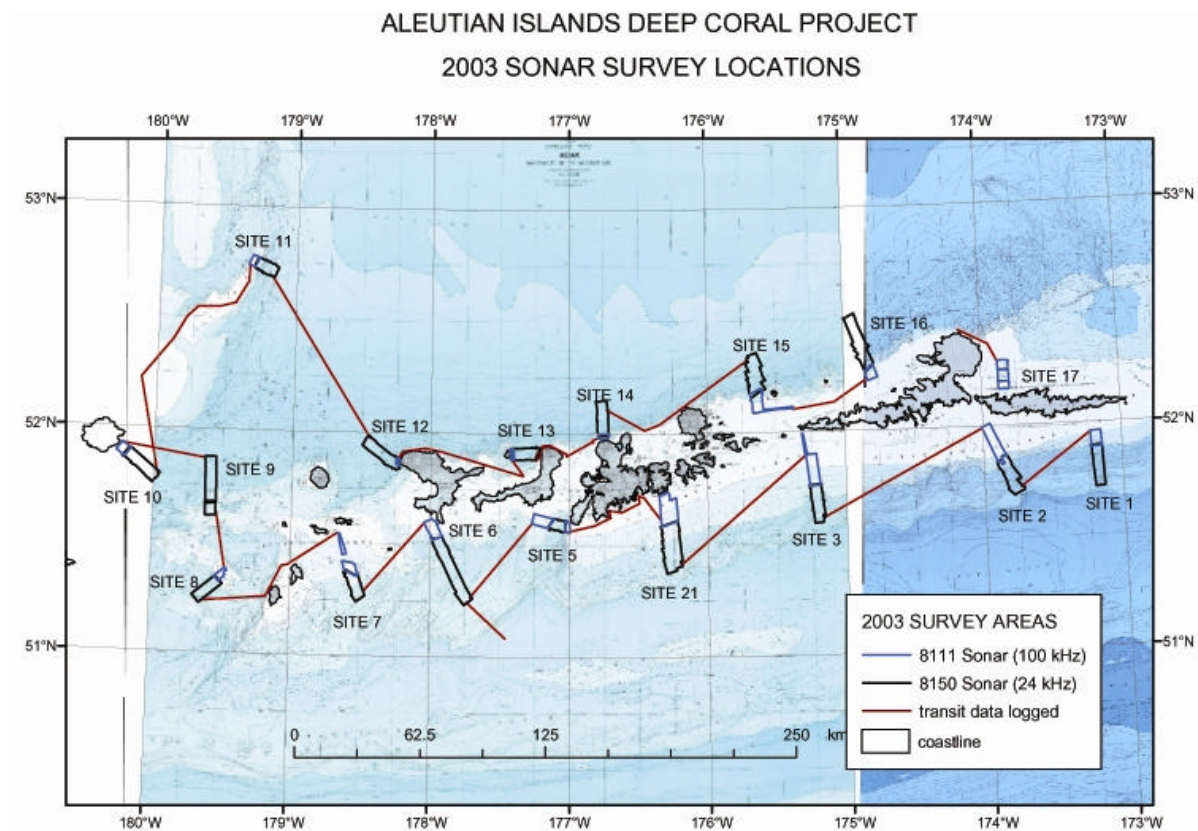 ALEUTIAN ISLANDS DEEP CORAL PROJECT
2003 SONAR SURVEY LOCATIONS
180°W 179°W 178°W 177°W 176°W 175°W 174°W 173°W
53°N 53°N
SITE 11
SITE 16
SITE 15
SITE 17
SITE 14
52°N 52°N
SITE 12
SITE 13
SITE 9
SITE 10
SITE 6
SITE 2
SITE 1
SITE 5
SITE 3
SITE 8
SITE 21
SITE 7
51°N 51°N
2003 SURVEY AREAS
8111 Sonar (100 kHz)
8150 Sonar (24 kHz)
transit data logged
coastline
0 62.5 125 250 km
180°W 179°W 178°W 177°W 176°W 175°W 174°W 173°W